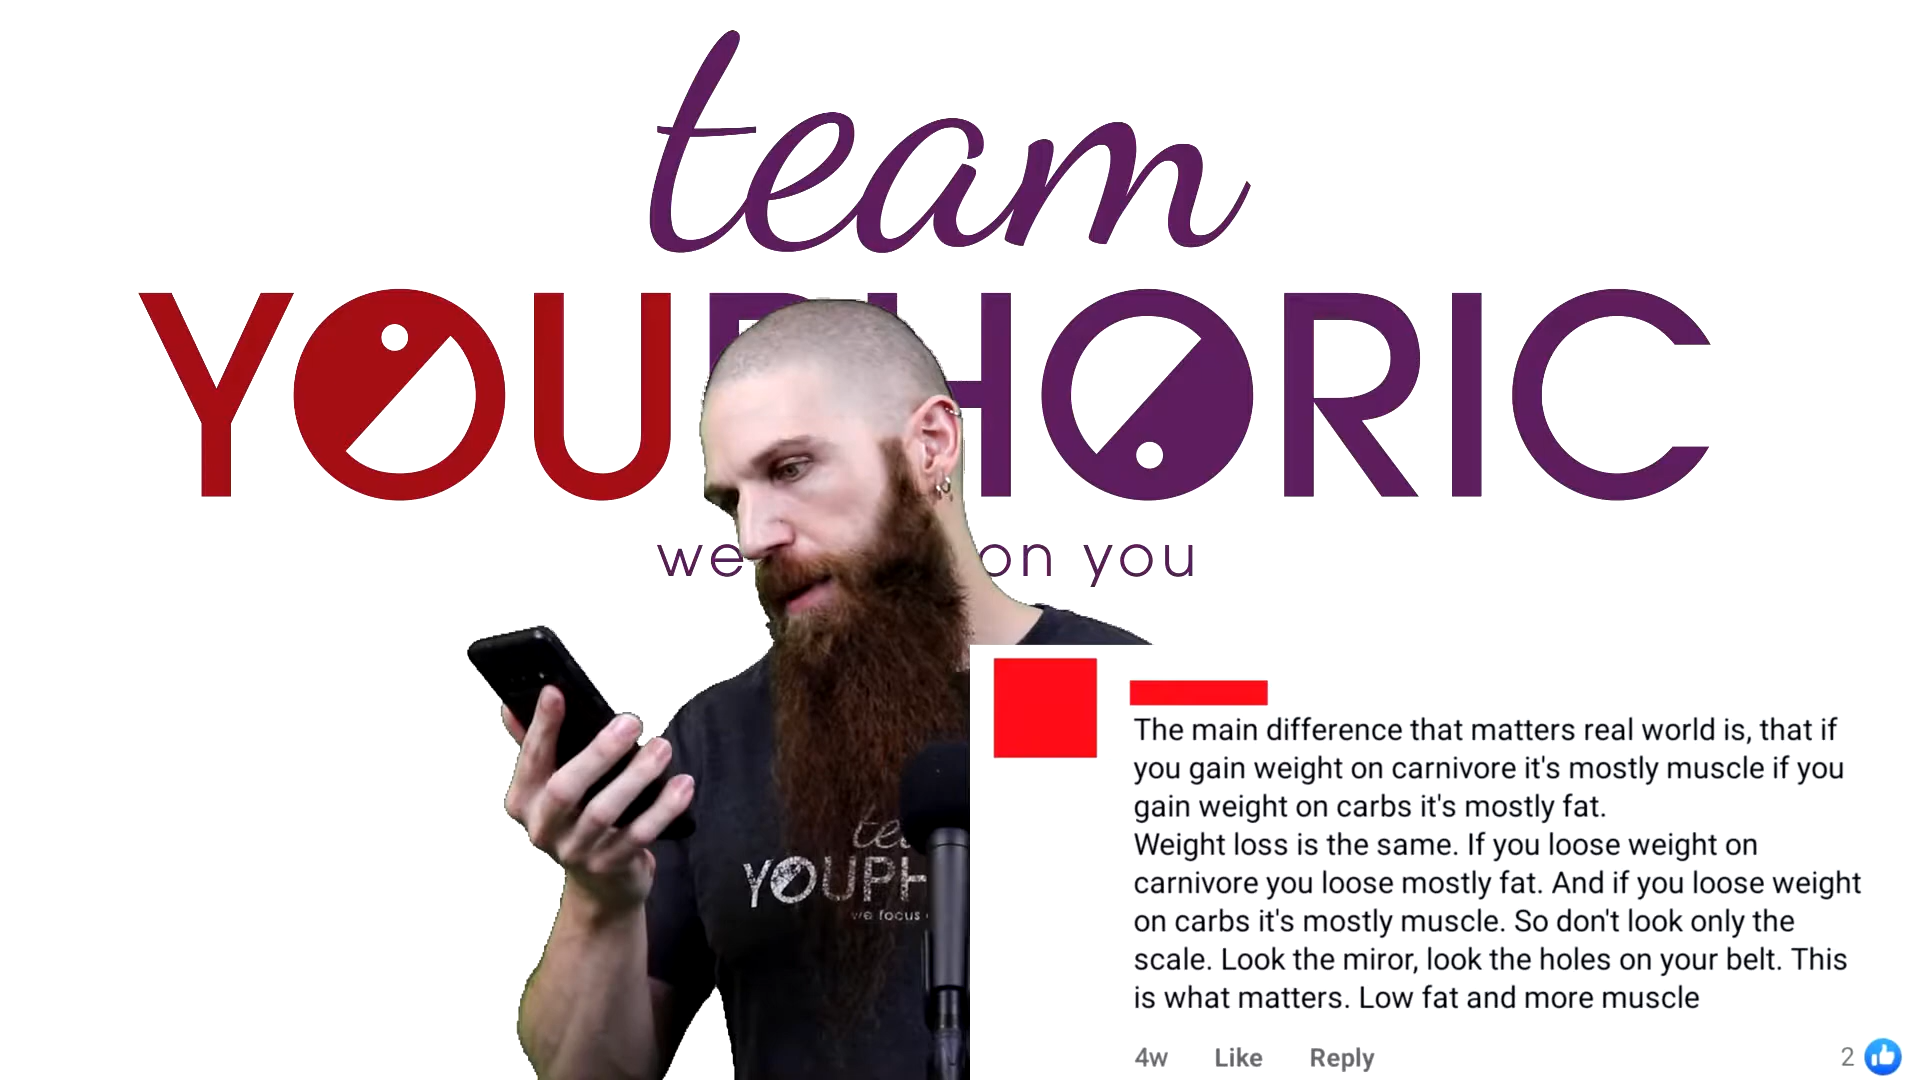 team
YOUPHORIC
we on you
te
YOUPH
we focus
The main difference that matters real world is, that if
you gain weight on carnivore it's mostly muscle if you
gain weight on carbs it's mostly fat.
Weight loss is the same. If you loose weight on
carnivore you loose mostly fat. And if you loose weight
on carbs it's mostly muscle. So don't look only the
scale. Look the miror, look the holes on your belt. This
is what matters. Low fat and more muscle
4w Like Reply 2